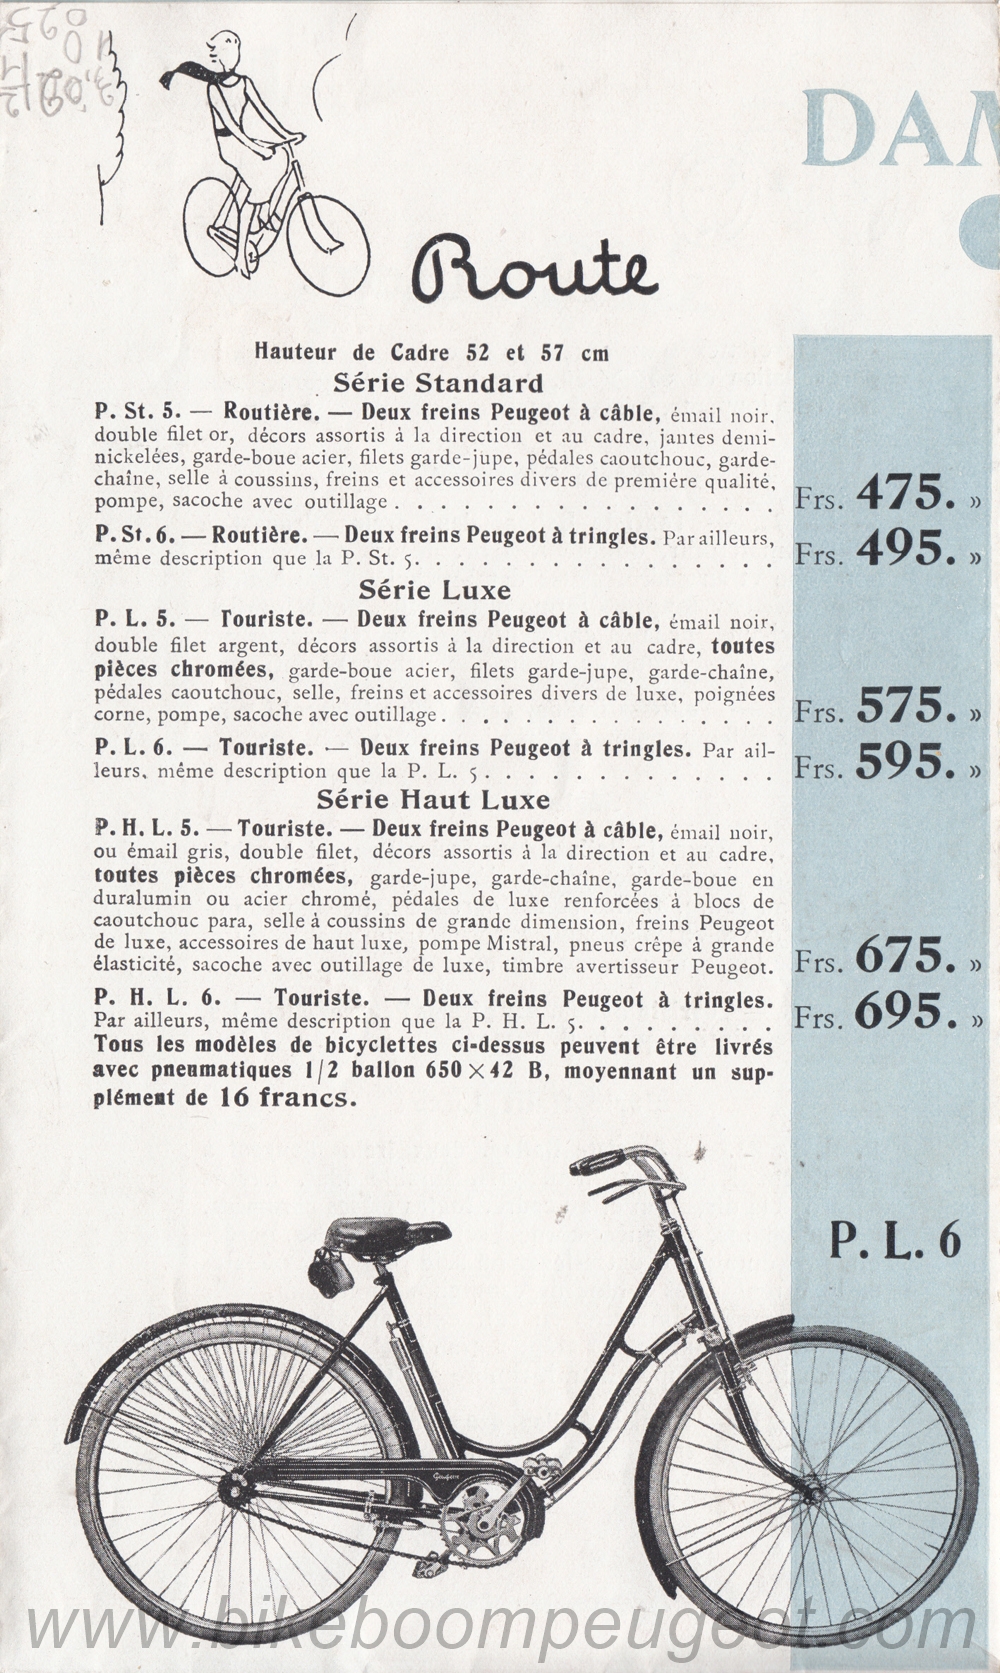 DAM
Route
Hauteur de Cadre 52 et 57 cm
Série Standard
P. St. 5. — Routière. — Deux freins Peugeot à câble, émail noir,
double filet or, décors assortis à la direction et au cadre, jantes demi-
nickelées, garde-boue acier, filets garde-jupe, pédales caoutchouc, garde-
chaîne, selle à coussins, freins et accessoires divers de première qualité,
pompe, sacoche avec outillage . . . . . . . . . . . . . . . . . Frs. 475. »
P. St. 6. — Routière. — Deux freins Peugeot à tringles. Par ailleurs,
même description que la P. St. 5. . . . . . . . . . . . . . . . . Frs. 495. »
Série Luxe
P. L. 5. — Touriste. — Deux freins Peugeot à câble, émail noir,
double filet argent, décors assortis à la direction et au cadre, toutes
pièces chromées, garde-boue acier, filets garde-jupe, garde-chaîne,
pédales caoutchouc, selle, freins et accessoires divers de luxe, poignées
corne, pompe, sacoche avec outillage . . . . . . . . . . . . . . . Frs. 575. »
P. L. 6. — Touriste. — Deux freins Peugeot à tringles. Par ail-
leurs, même description que la P. L. 5 . . . . . . . . . . . . . Frs. 595. »
Série Haut Luxe
P. H. L. 5. — Touriste. — Deux freins Peugeot à câble, émail noir,
ou émail gris, double filet, décors assortis à la direction et au cadre,
toutes pièces chromées, garde-jupe, garde-chaîne, garde-boue en
duralumin ou acier chromé, pédales de luxe renforcées à blocs de
caoutchouc para, selle à coussins de grande dimension, freins Peugeot
de luxe, accessoires de haut luxe, pompe Mistral, pneus crêpe à grande
élasticité, sacoche avec outillage de luxe, timbre avertisseur Peugeot. Frs. 675. »
P. H. L. 6. — Touriste. — Deux freins Peugeot à tringles.
Par ailleurs, même description que la P. H. L. 5. . . . . . . . . . Frs. 695. »
Tous les modèles de bicyclettes ci-dessus peuvent être livrés
avec pneumatiques 1/2 ballon 650 × 42 B, moyennant un sup-
plément de 16 francs.
P. L. 6
www.bikeboompeugeot.com